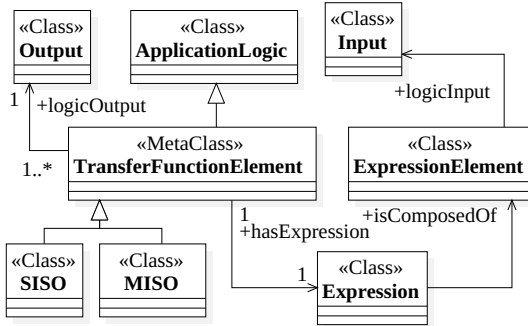 «Class»
Output
«Class»
ApplicationLogic
«Class»
Input
1
+logicOutput
+logicInput
1..*
«MetaClass»
TransferFunctionElement
«Class»
ExpressionElement
1
+hasExpression
+isComposedOf
«Class»
SISO
«Class»
MISO
1
«Class»
Expression